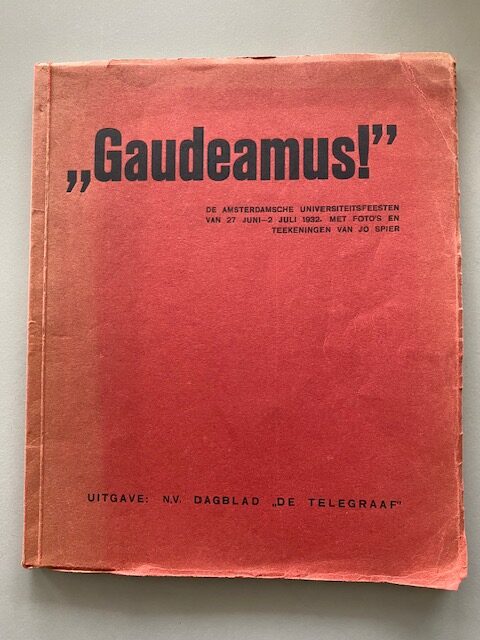 „Gaudeamus!”
DE AMSTERDAMSCHE UNIVERSITEITSFEESTEN
VAN 27 JUNI—2 JULI 1932. MET FOTO'S EN
TEEKENINGEN VAN JO SPIER
UITGAVE: N.V. DAGBLAD „DE TELEGRAAF”